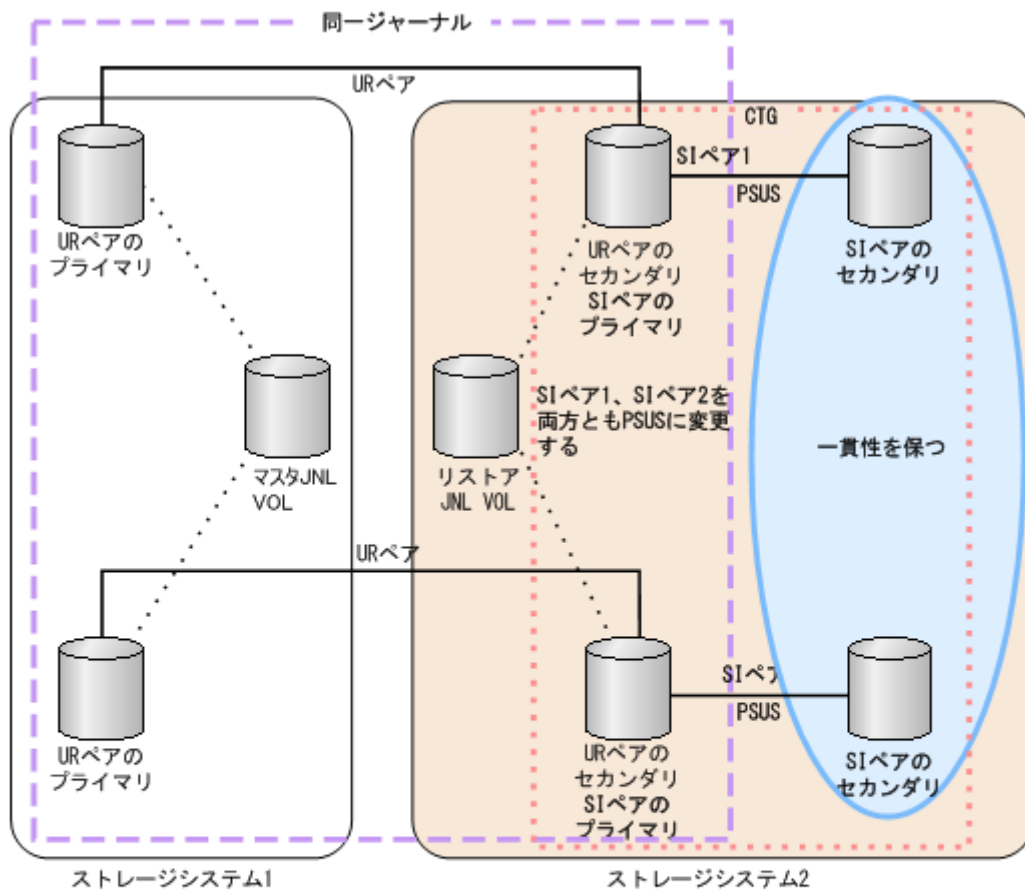 同一ジャーナル
URペア
CTG
SIペア1
PSUS
URペアの
プライマリ
URペアの
セカンダリ
SIペアの
プライマリ
SIペアの
セカンダリ
マスタJNL
VOL
リストア
JNL VOL
SIペア1、SIペア2を
両方ともPSUSに変更
する
一貫性を保つ
URペア
SIペア
PSUS
URペアの
プライマリ
URペアの
セカンダリ
SIペアの
プライマリ
SIペアの
セカンダリ
ストレージシステム1
ストレージシステム2